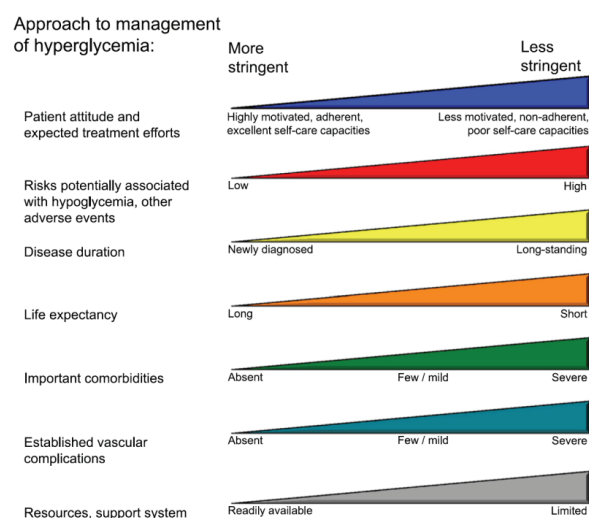 Approach to management
of hyperglycemia:
More
stringent
Less
stringent
Patient attitude and
expected treatment efforts
Highly motivated, adherent,
excellent self-care capacities
Less motivated, non-adherent,
poor self-care capacities
Risks potentially associated
with hypoglycemia, other
adverse events
Low
High
Disease duration
Newly diagnosed
Long-standing
Life expectancy
Long
Short
Important comorbidities
Absent
Few / mild
Severe
Established vascular
complications
Absent
Few / mild
Severe
Resources, support system
Readily available
Limited